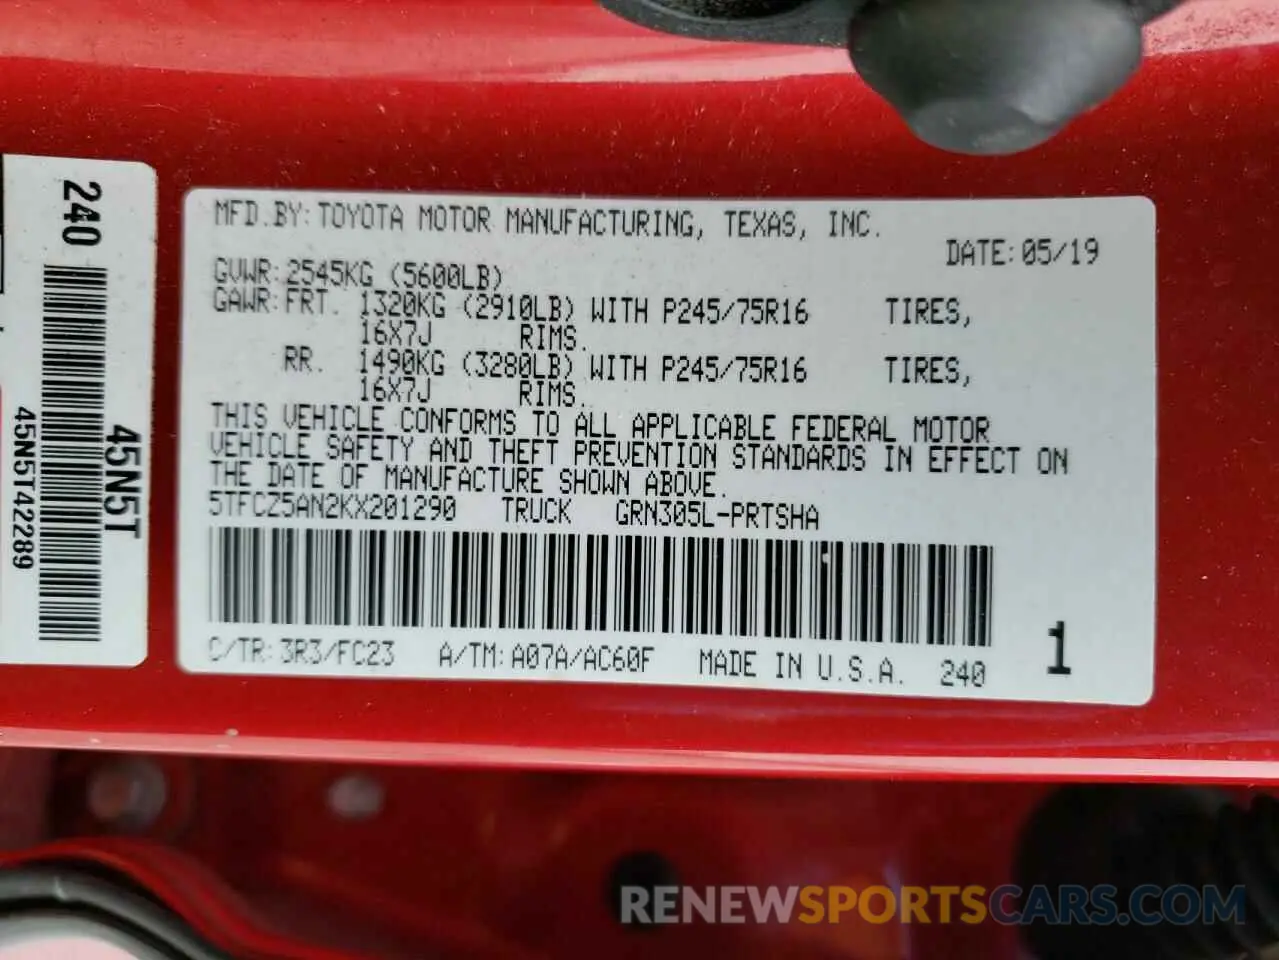 MFD.BY: TOYOTA MOTOR MANUFACTURING, TEXAS, INC.
DATE: 05/19
GVWR: 2545KG (5600LB)
GAWR: FRT. 1320KG (2910LB) WITH P245/75R16 TIRES,
16X7J RIMS.
RR. 1490KG (3280LB) WITH P245/75R16 TIRES,
16X7J RIMS.
THIS VEHICLE CONFORMS TO ALL APPLICABLE FEDERAL MOTOR
VEHICLE SAFETY AND THEFT PREVENTION STANDARDS IN EFFECT ON
THE DATE OF MANUFACTURE SHOWN ABOVE.
5TFCZ5AN2KX201290 TRUCK GRN305L-PRTSHA
C/TR: 3R3/FC23 A/TM: A07A/AC60F MADE IN U.S.A. 240
1
240
45N5T
45N5T42289
RENEWSPORTSCARS.COM